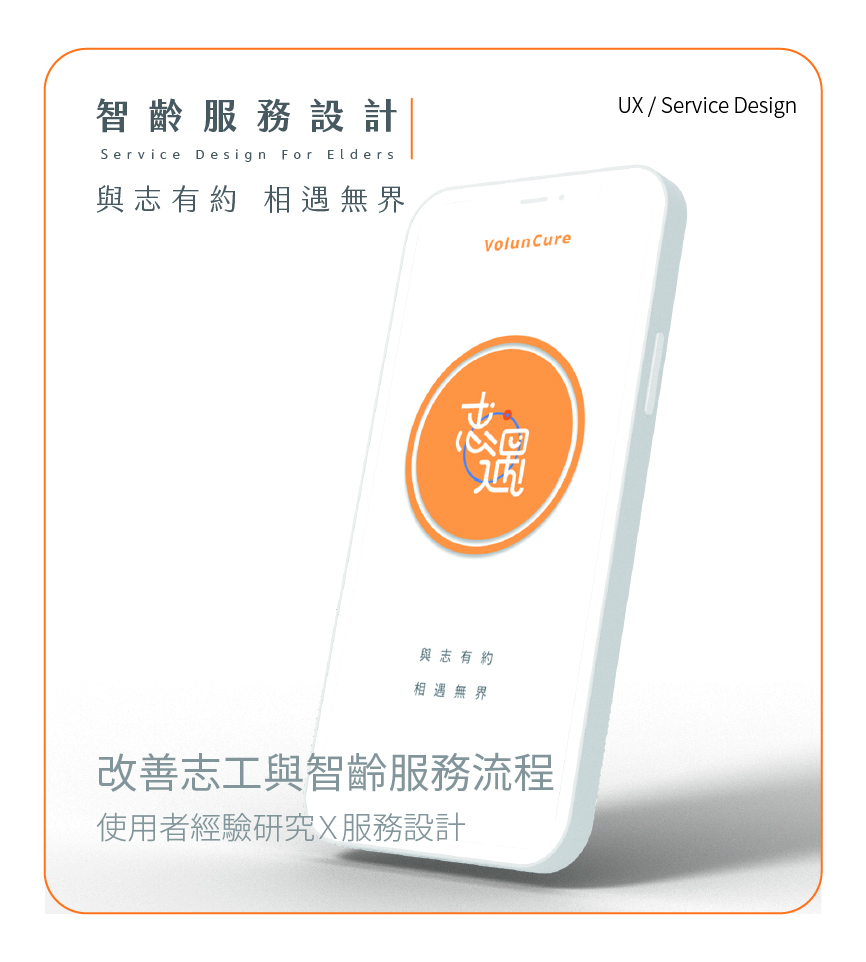 智齡服務設計
Service Design For Elders
與志有約 相遇無界
UX / Service Design
VolunCure
志遇
與志有約
相遇無界
改善志工與智齡服務流程
使用者經驗研究X服務設計